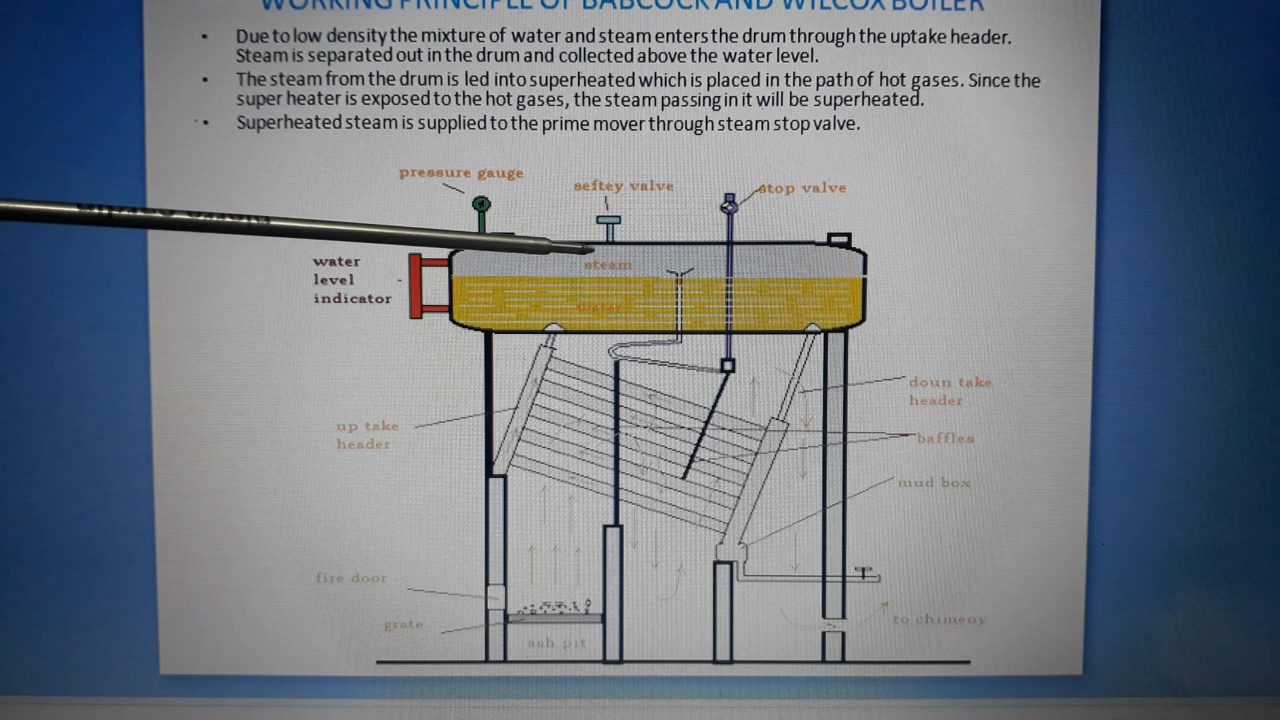 WORKING PRINCIPLE OF BABCOCK AND WILCOX BOILER
• Due to low density the mixture of water and steam enters the drum through the uptake header.
Steam is separated out in the drum and collected above the water level.
• The steam from the drum is led into superheated which is placed in the path of hot gases. Since the
super heater is exposed to the hot gases, the steam passing in it will be superheated.
• Superheated steam is supplied to the prime mover through steam stop valve.
pressure gauge
seftey valve
stop valve
water
level
indicator
steam
water
doun take
header
up take
header
baffles
mud box
fire door
grate
to chimeny
ash pit